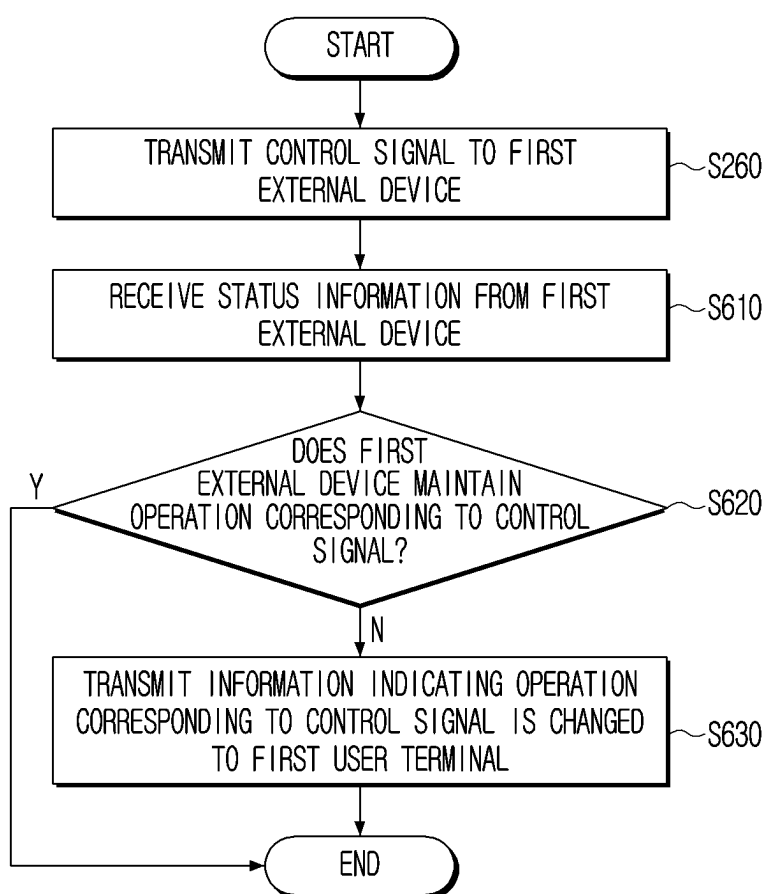 START
TRANSMIT CONTROL SIGNAL TO FIRST
EXTERNAL DEVICE
S260
RECEIVE STATUS INFORMATION FROM FIRST
EXTERNAL DEVICE
S610
DOES FIRST
EXTERNAL DEVICE MAINTAIN
OPERATION CORRESPONDING TO CONTROL
SIGNAL?
S620
Y
N
TRANSMIT INFORMATION INDICATING OPERATION
CORRESPONDING TO CONTROL SIGNAL IS CHANGED
TO FIRST USER TERMINAL
S630
END